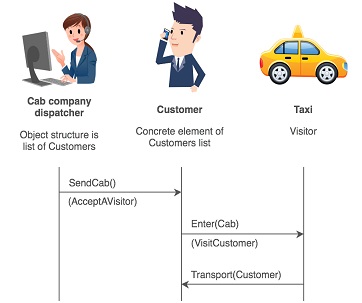 Cab company
dispatcher
Object structure is
list of Customers
Customer
Concrete element of
Customers list
Taxi
Visitor
SendCab()
(AcceptAVisitor)
Enter(Cab)
(VisitCustomer)
Transport(Customer)